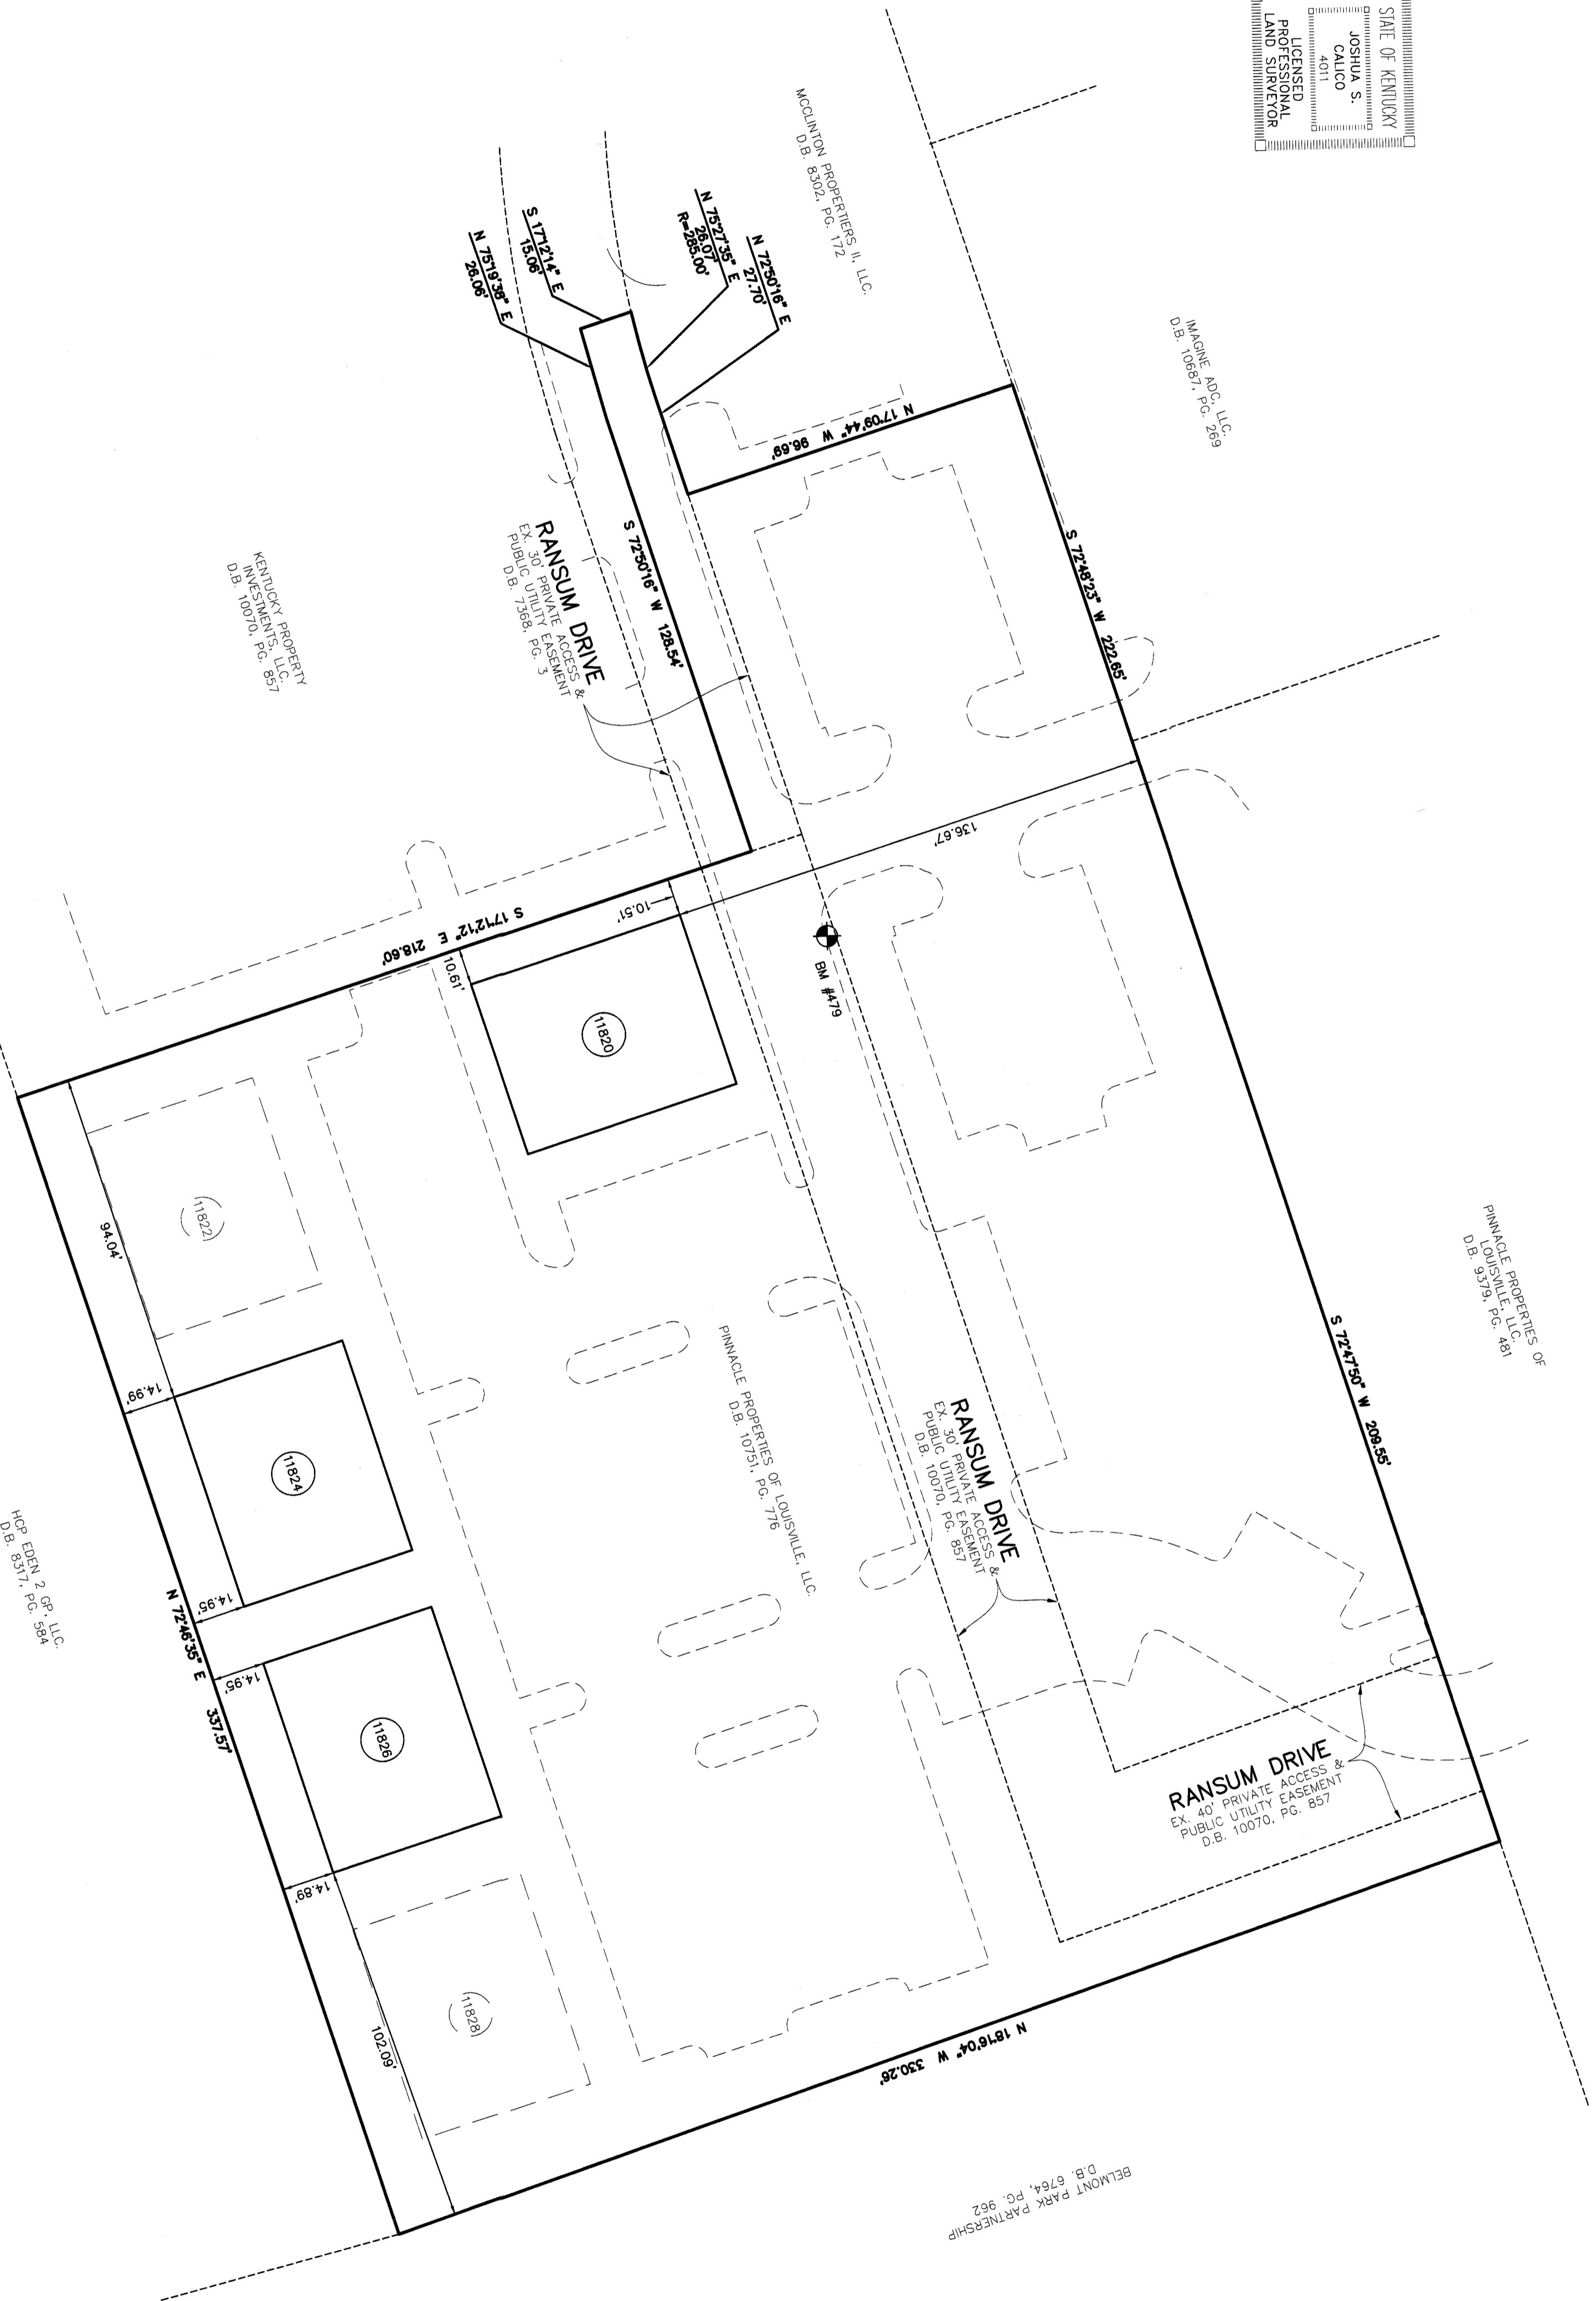 STATE OF KENTUCKY
JOSHUA S.
CALICO
4011
LICENSED
PROFESSIONAL
LAND SURVEYOR
MCCLINTON PROPERTIERS II, LLC.
D.B. 8302, PG. 172
IMAGINE ADC, LLC.
D.B. 10687, PG. 269
N 72°50'16" E
27.70'
N 75°27'35" E
26.07'
R=285.00'
S 17°12'14" E
15.06'
N 75°19'38" E
26.06'
N 17°09'44" W 96.69'
S 72°48'23" W 222.65'
S 72°50'16" W 128.54'
RANSUM DRIVE
EX. 30' PRIVATE ACCESS &
PUBLIC UTILITY EASEMENT
D.B. 7368, PG. 3
KENTUCKY PROPERTY
INVESTMENTS, LLC.
D.B. 10070, PG. 857
136.67'
10.51'
S 17°12'12" E 218.60'
10.61'
BM #479
11820
11822
94.04'
14.99'
11824
14.95'
PINNACLE PROPERTIES OF
LOUISVILLE, LLC.
D.B. 9379, PG. 481
S 72°47'50" W 209.55'
PINNACLE PROPERTIES OF LOUISVILLE, LLC.
D.B. 10751, PG. 776
RANSUM DRIVE
EX. 30' PRIVATE ACCESS &
PUBLIC UTILITY EASEMENT
D.B. 10070, PG. 857
HCP EDEN 2 GP, LLC.
D.B. 8317, PG. 584
N 72°46'35" E 337.57'
14.95'
11826
14.89'
RANSUM DRIVE
EX. 40' PRIVATE ACCESS &
PUBLIC UTILITY EASEMENT
D.B. 10070, PG. 857
11828
102.09'
N 18°16'04" W 330.26'
BELMONT PARK PARTNERSHIP
D.B. 6764, PG. 962